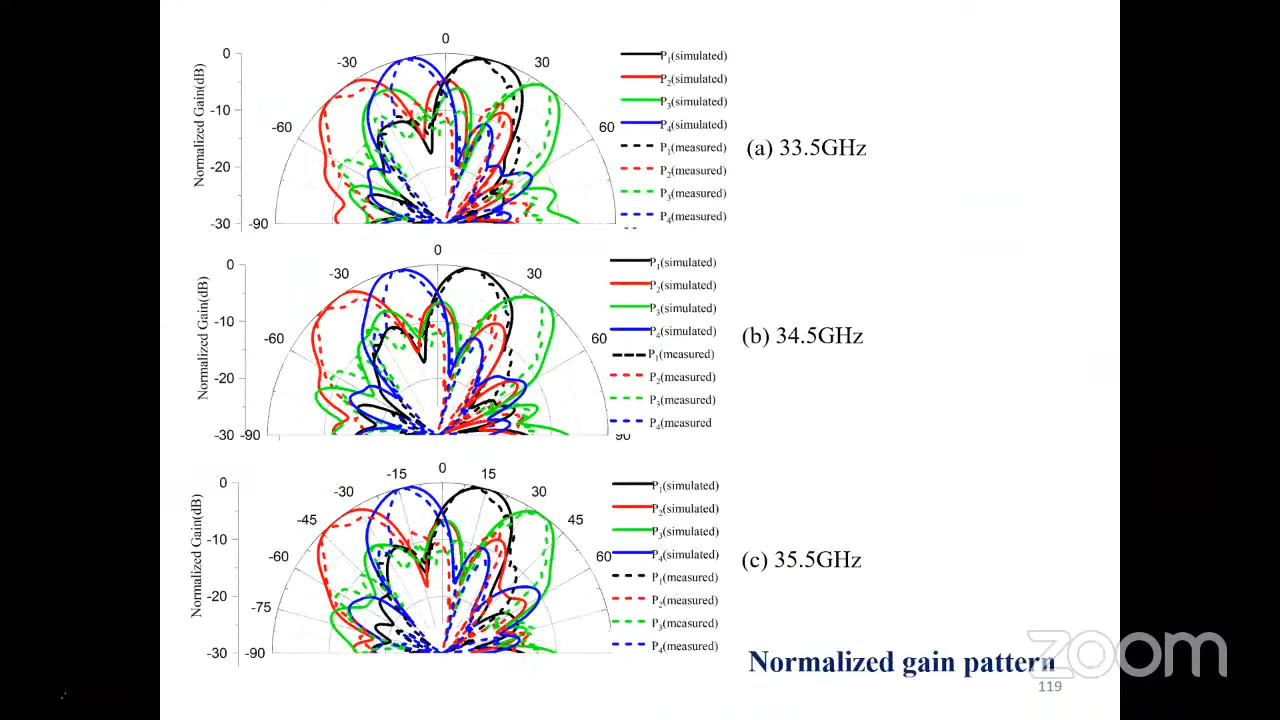 0
-30
30
-60
60
-90
0
-10
-20
-30
Normalized Gain(dB)
P1(simulated)
P2(simulated)
P3(simulated)
P4(simulated)
P1(measured)
P2(measured)
P3(measured)
P4(measured)
(a) 33.5GHz
0
-30
30
-60
60
-90
90
0
-10
-20
-30
Normalized Gain(dB)
P1(simulated)
P2(simulated)
P3(simulated)
P4(simulated)
P1(measured)
P2(measured)
P3(measured)
P4(measured
(b) 34.5GHz
0
-15
15
-30
30
-45
45
-60
60
-75
-90
0
-10
-20
-30
Normalized Gain(dB)
P1(simulated)
P2(simulated)
P3(simulated)
P4(simulated)
P1(measured)
P2(measured)
P3(measured)
P4(measured)
(c) 35.5GHz
Normalized gain pattern
zoom
119